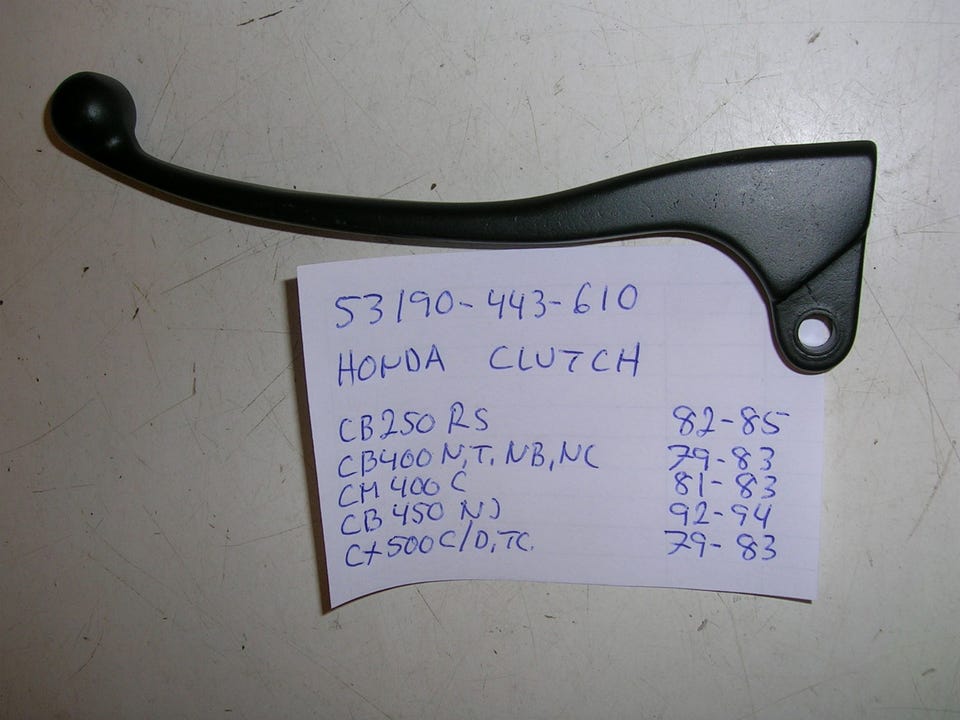 53190-443-610
HONDA CLUTCH
CB250 RS 82-85
CB400 N,T, NB, NC 79-83
CM 400 C 81-83
CB 450 NJ 92-94
CX500 C/D, TC. 79-83